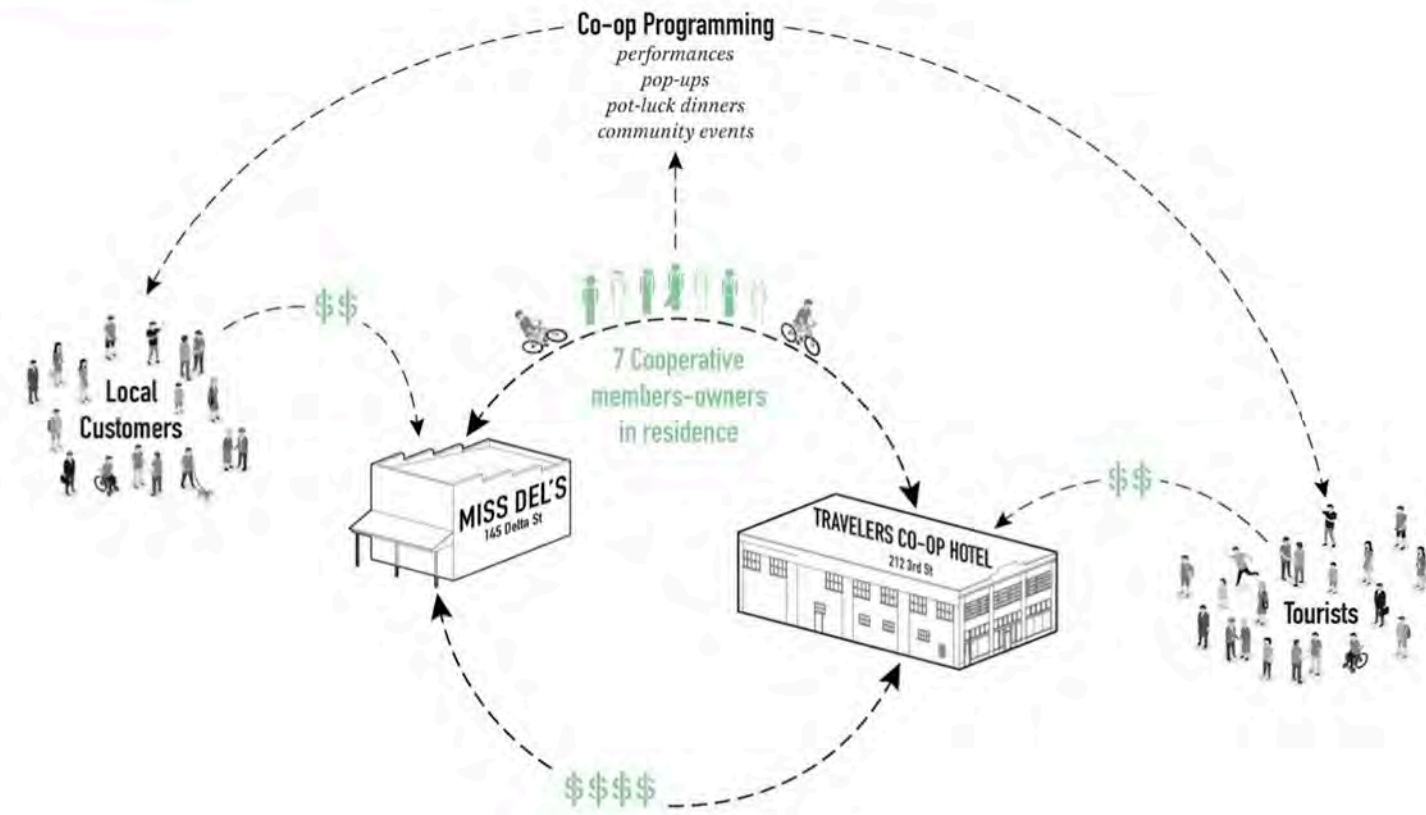 Co-op Programming
performances
pop-ups
pot-luck dinners
community events
$$
7 Cooperative
members-owners
in residence
Local
Customers
MISS DEL'S
145 Delta St
$$
TRAVELERS CO-OP HOTEL
212 3rd St
Tourists
$$$$